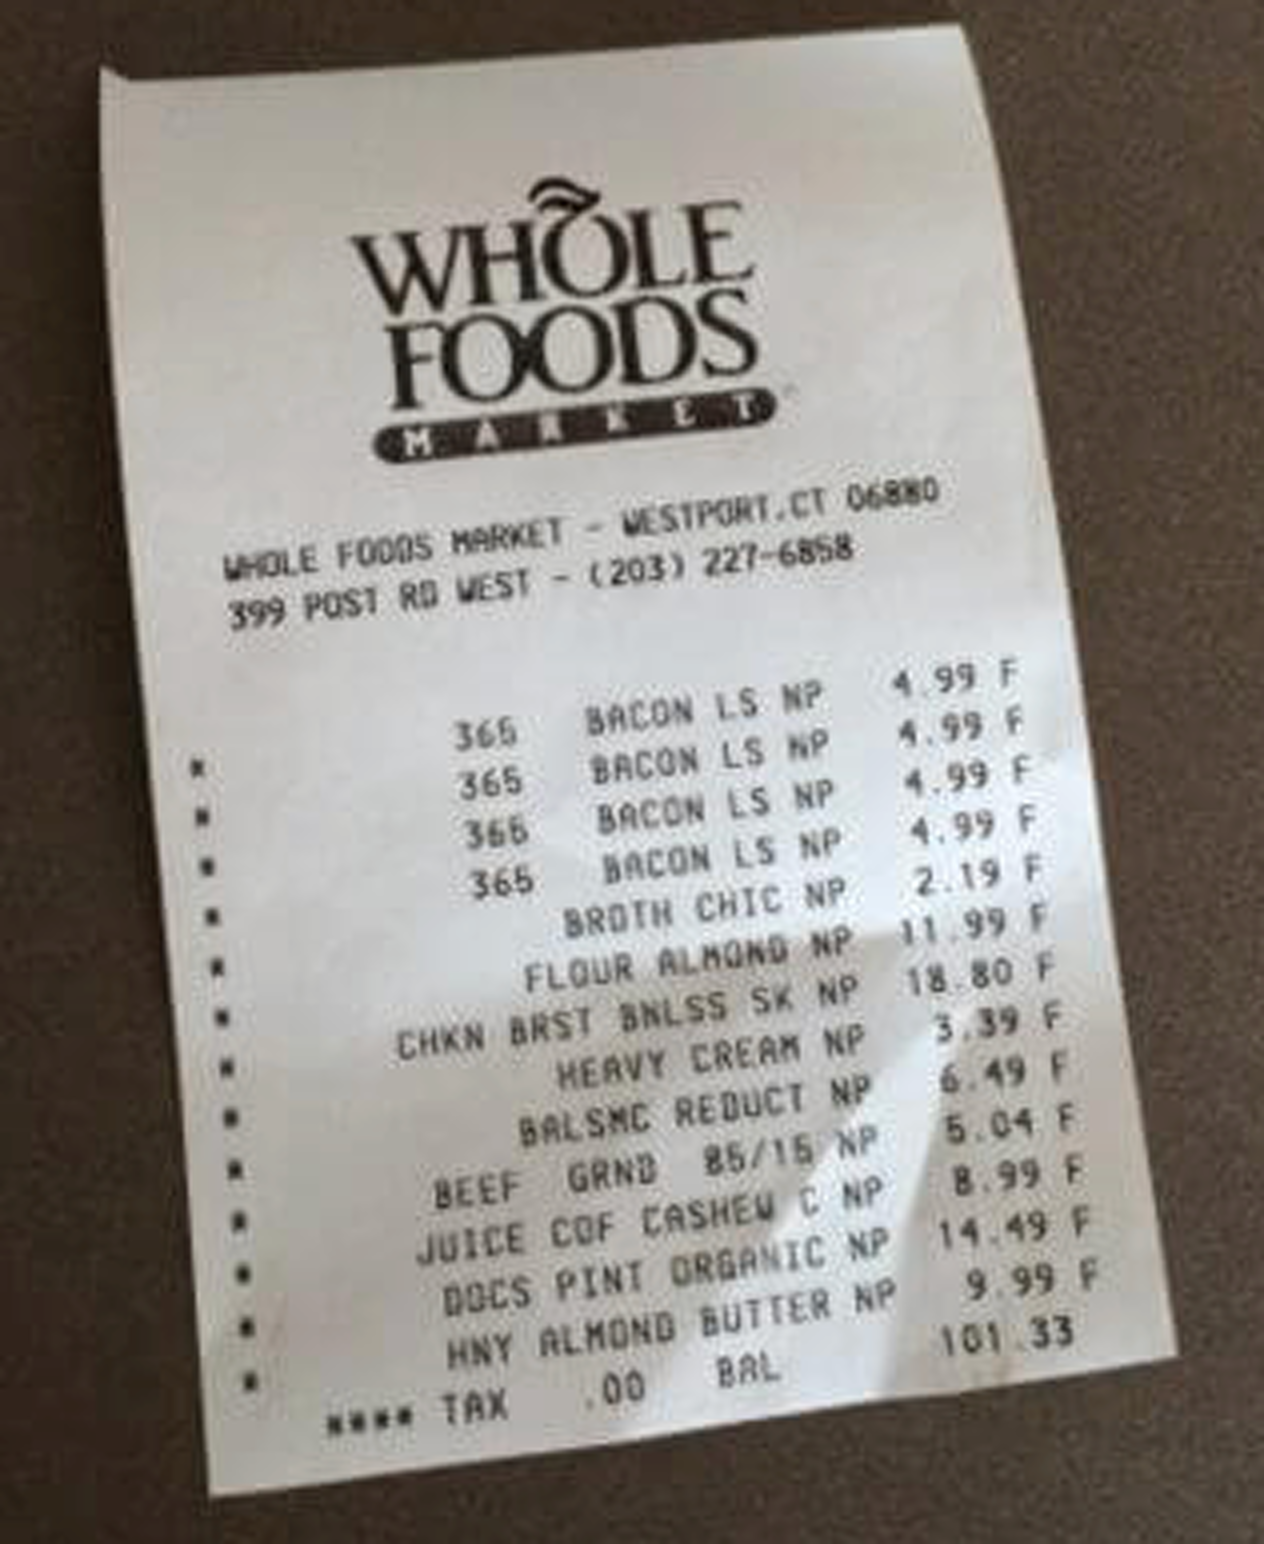 WHOLE
FOODS
MARKET
WHOLE FOODS MARKET - WESTPORT,CT 06880
399 POST RD WEST - (203) 227-6858
* 365 BACON LS NP 4.99 F
* 365 BACON LS NP 4.99 F
* 365 BACON LS NP 4.99 F
* 365 BACON LS NP 4.99 F
* BROTH CHIC NP 2.19 F
* FLOUR ALMOND NP 11.99 F
* CHKN BRST BNLSS SK NP 18.80 F
* HEAVY CREAM NP 3.39 F
* BALSMC REDUCT NP 6.49 F
* BEEF GRND 85/15 NP 5.04 F
* JUICE COF CASHEW C NP 8.99 F
* DOCS PINT ORGANIC NP 14.49 F
* HNY ALMOND BUTTER NP 9.99 F
**** TAX .00 BAL 101.33